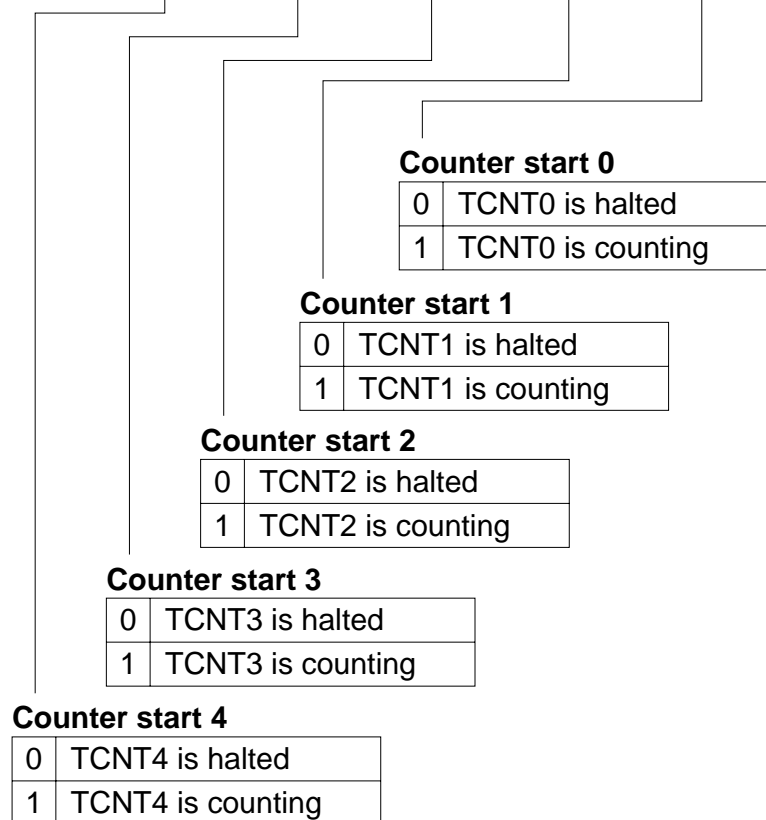 Counter start 0
0 TCNT0 is halted
1 TCNT0 is counting
Counter start 1
0 TCNT1 is halted
1 TCNT1 is counting
Counter start 2
0 TCNT2 is halted
1 TCNT2 is counting
Counter start 3
0 TCNT3 is halted
1 TCNT3 is counting
Counter start 4
0 TCNT4 is halted
1 TCNT4 is counting